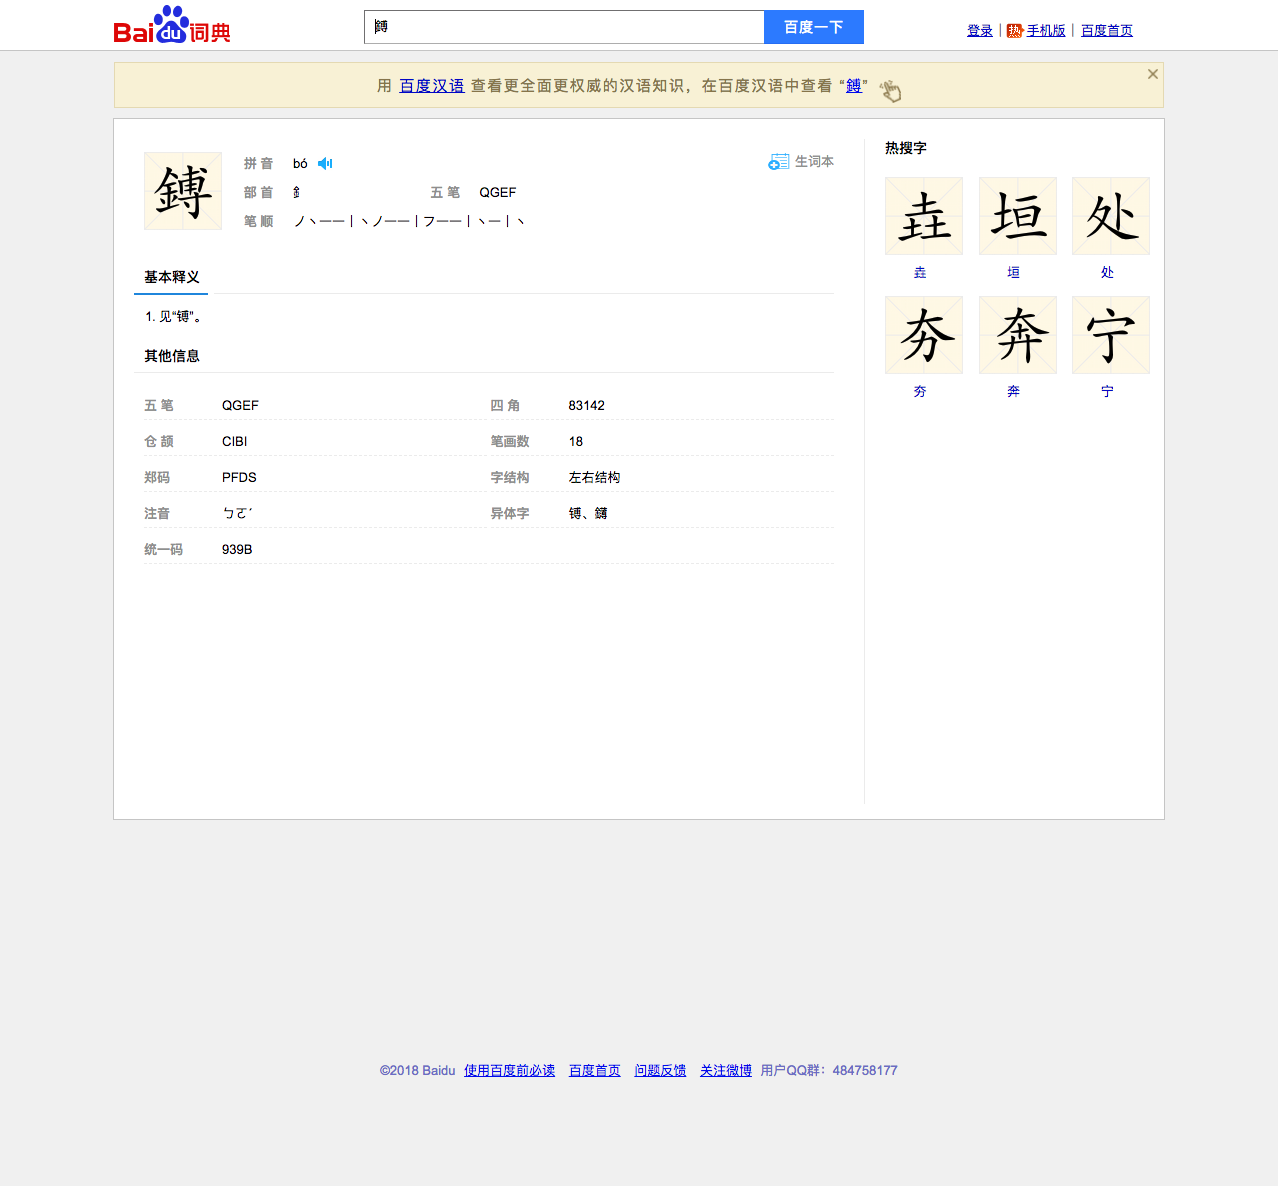 Bai du 词典
鎛
百度一下
登录 | 热 手机版 | 百度首页
用 百度汉语 查看更全面更权威的汉语知识，在百度汉语中查看 “鎛”
鎛
拼 音 bó
生词本
部 首 釒 五 笔 QGEF
笔 顺 ノ丶一一丨丶ノ一一丨フ一一丨丶一丨丶
基本释义
1. 见“镈”。
其他信息
五 笔 QGEF 四 角 83142
仓 颉 CIBI 笔画数 18
郑码 PFDS 字结构 左右结构
注音 ㄅㄛˊ 异体字 镈、鑮
统一码 939B
热搜字
垚 垣 处
垚 垣 处
夯 奔 宁
夯 奔 宁
©2018 Baidu 使用百度前必读 百度首页 问题反馈 关注微博 用户QQ群：484758177